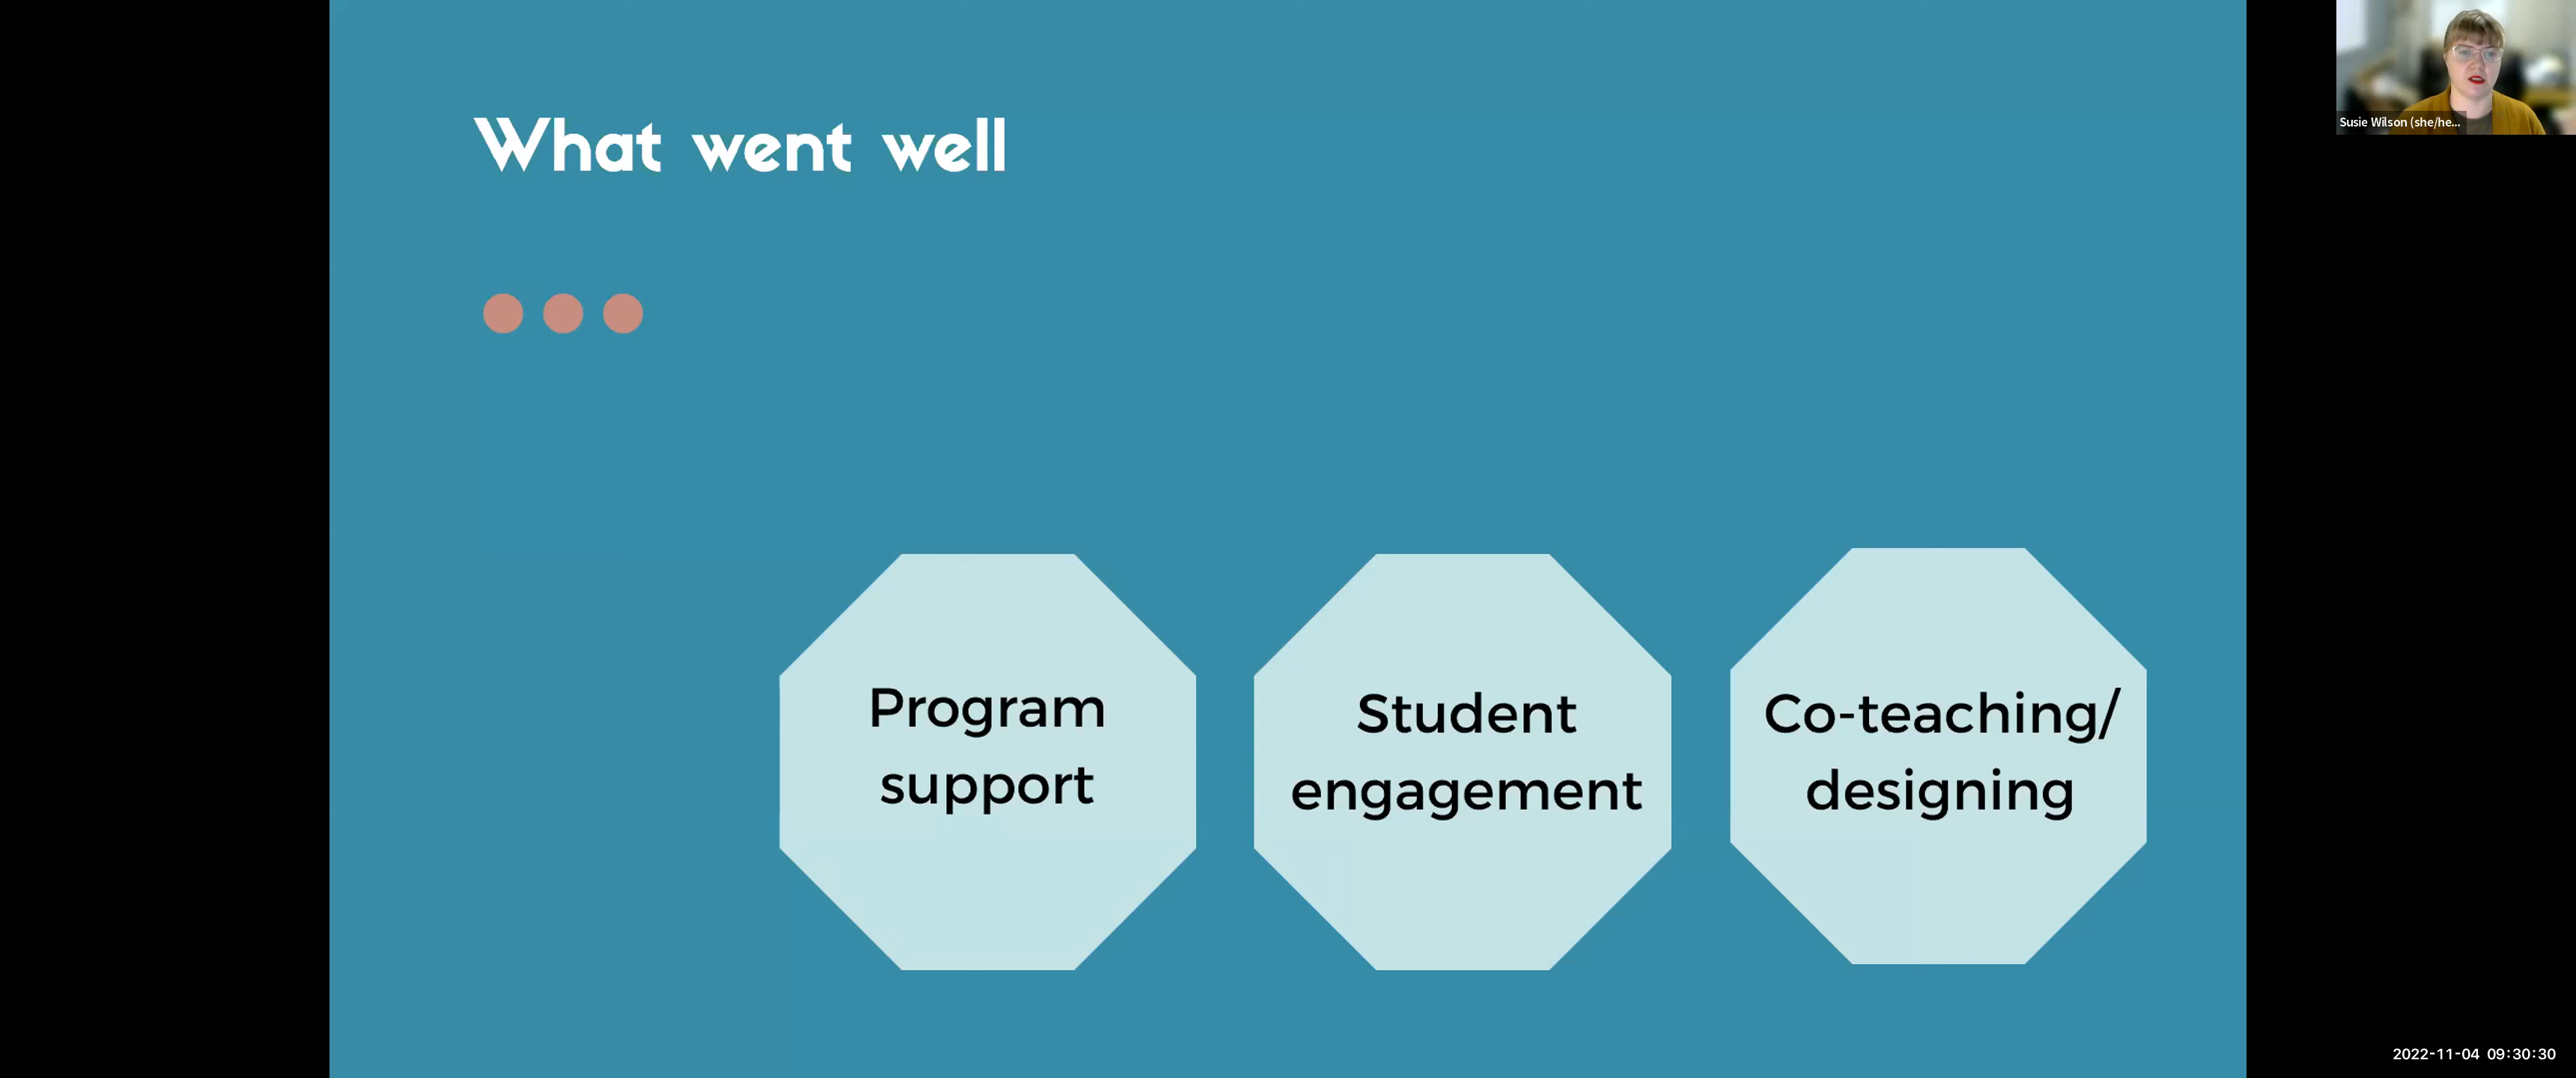 What went well
Program
support
Student
engagement
Co-teaching/
designing
Susie Wilson (she/he...
2022-11-04 09:30:30